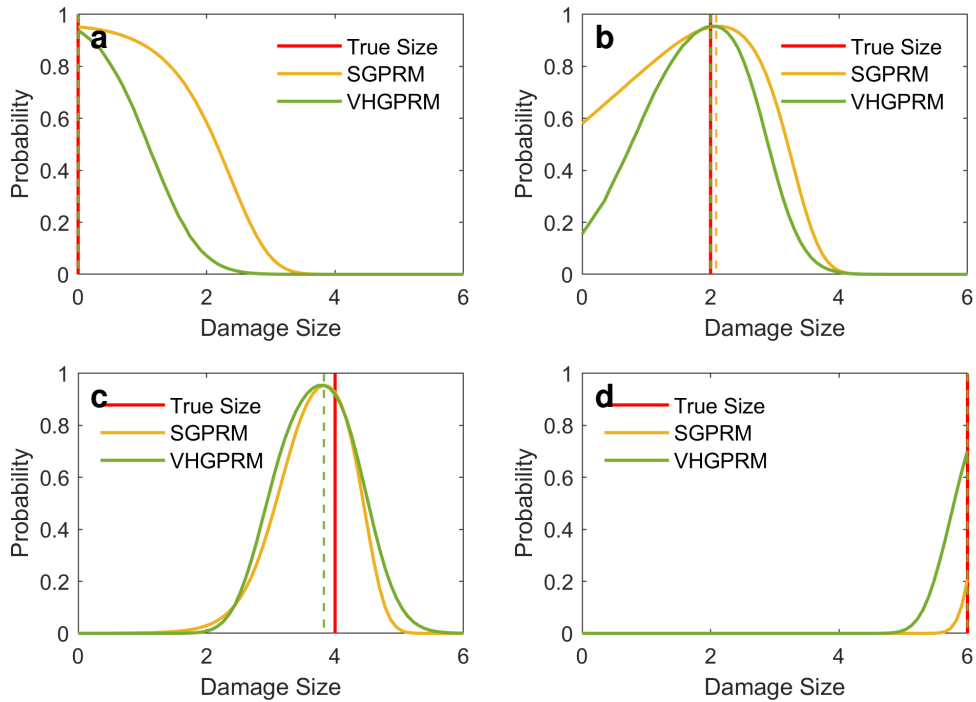 a
True Size
SGPRM
VHGPRM
Probability
1
0.8
0.6
0.4
0.2
0
0 2 4 6
Damage Size
b
True Size
SGPRM
VHGPRM
Probability
1
0.8
0.6
0.4
0.2
0
0 2 4 6
Damage Size
c
True Size
SGPRM
VHGPRM
Probability
1
0.8
0.6
0.4
0.2
0
0 2 4 6
Damage Size
d
True Size
SGPRM
VHGPRM
Probability
1
0.8
0.6
0.4
0.2
0
0 2 4 6
Damage Size